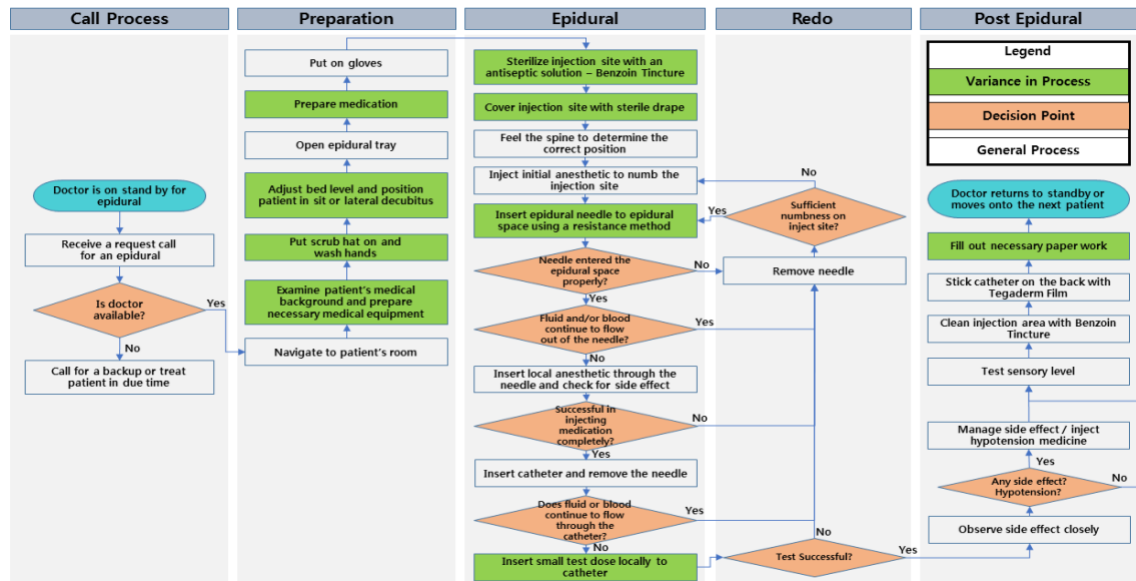 Call Process
Doctor is on stand by for
epidural
Receive a request call
for an epidural
Is doctor
available?
Yes
No
Call for a backup or treat
patient in due time
Preparation
Put on gloves
Prepare medication
Open epidural tray
Adjust bed level and position
patient in sit or lateral decubitus
Put scrub hat on and
wash hands
Examine patient's medical
background and prepare
necessary medical equipment
Navigate to patient's room
Epidural
Sterilize injection site with an
antiseptic solution – Benzoin Tincture
Cover injection site with sterile drape
Feel the spine to determine the
correct position
Inject initial anesthetic to numb the
injection site
Insert epidural needle to epidural
space using a resistance method
Needle entered the
epidural space
properly?
No
Yes
Fluid and/or blood
continue to flow
out of the needle?
Yes
No
Insert local anesthetic through the
needle and check for side effect
Successful in
injecting
medication
completely?
No
Yes
Insert catheter and remove the needle
Does fluid or blood
continue to flow
through the
catheter?
Yes
No
Insert small test dose locally to
catheter
Redo
No
Sufficient
numbness on
inject site?
Yes
Remove needle
No
Test Successful?
Yes
Post Epidural
Legend
Variance in Process
Decision Point
General Process
Doctor returns to standby or
moves onto the next patient
Fill out necessary paper work
Stick catheter on the back with
Tegaderm Film
Clean injection area with Benzoin
Tincture
Test sensory level
Manage side effect / inject
hypotension medicine
Yes
Any side effect?
Hypotension?
No
Observe side effect closely